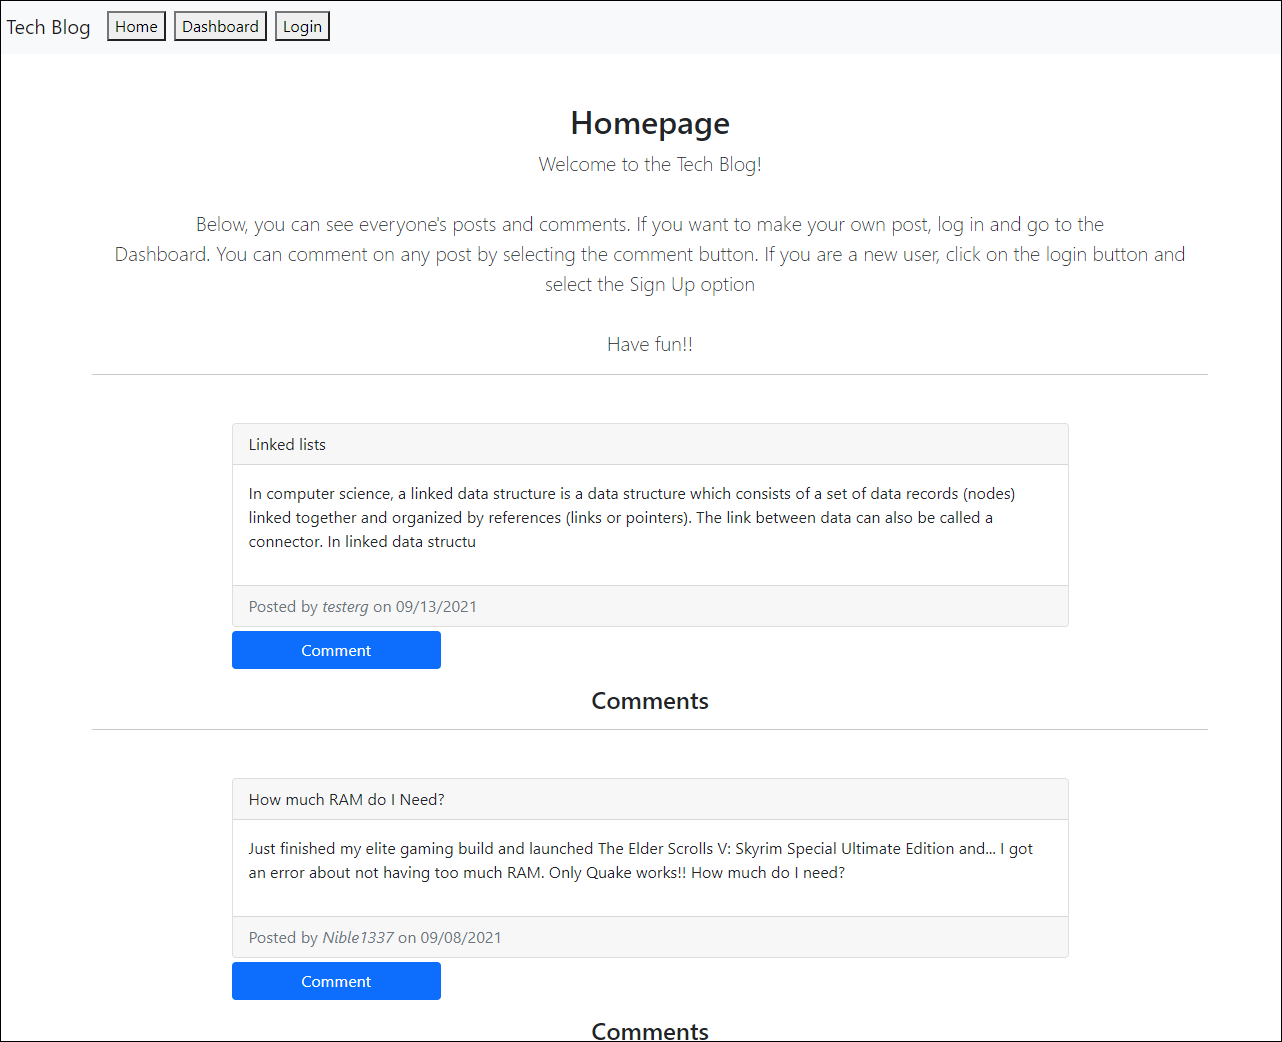 Tech Blog Home Dashboard Login
Homepage
Welcome to the Tech Blog!
Below, you can see everyone's posts and comments. If you want to make your own post, log in and go to the
Dashboard. You can comment on any post by selecting the comment button. If you are a new user, click on the login button and
select the Sign Up option
Have fun!!
Linked lists
In computer science, a linked data structure is a data structure which consists of a set of data records (nodes)
linked together and organized by references (links or pointers). The link between data can also be called a
connector. In linked data structu
Posted by testerg on 09/13/2021
Comment
Comments
How much RAM do I Need?
Just finished my elite gaming build and launched The Elder Scrolls V: Skyrim Special Ultimate Edition and... I got
an error about not having too much RAM. Only Quake works!! How much do I need?
Posted by Nible1337 on 09/08/2021
Comment
Comments